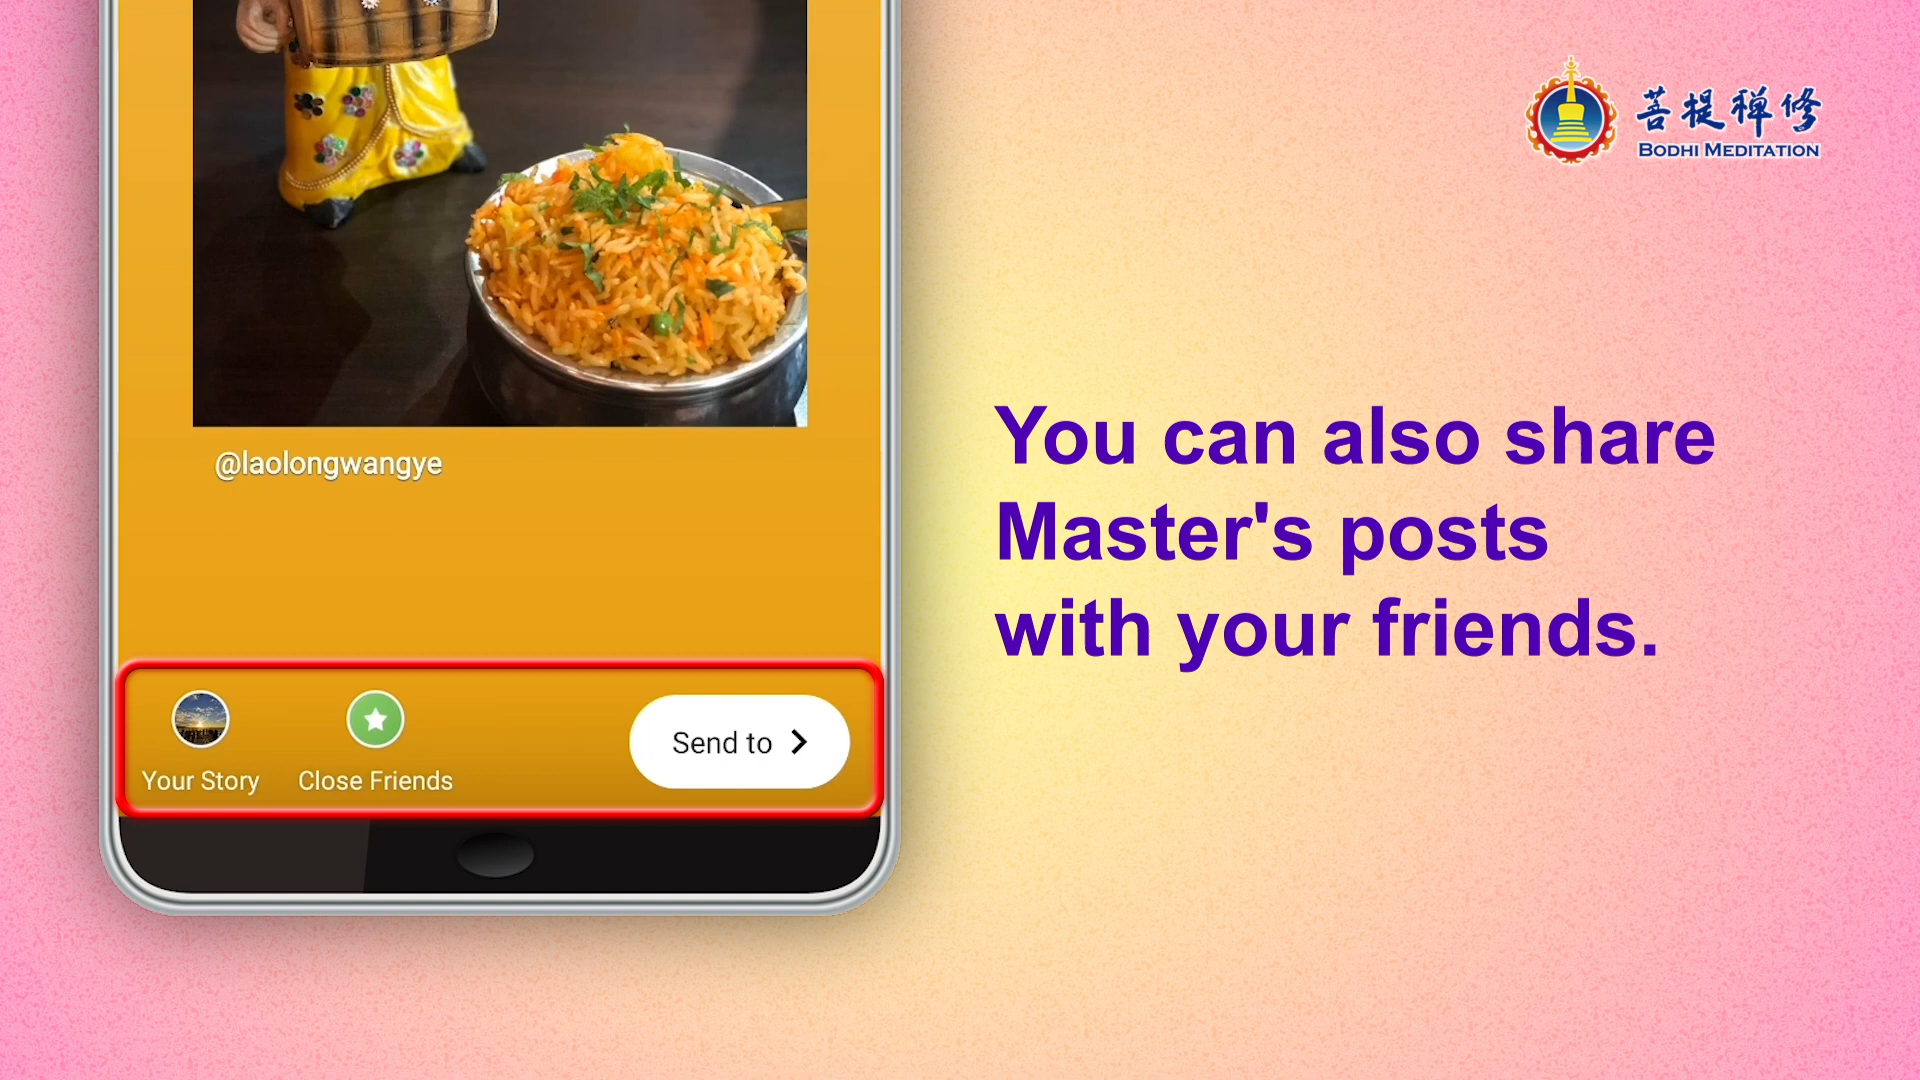 菩提禅修
BODHI MEDITATION
@laolongwangye
You can also share
Master's posts
with your friends.
Your Story
Close Friends
Send to